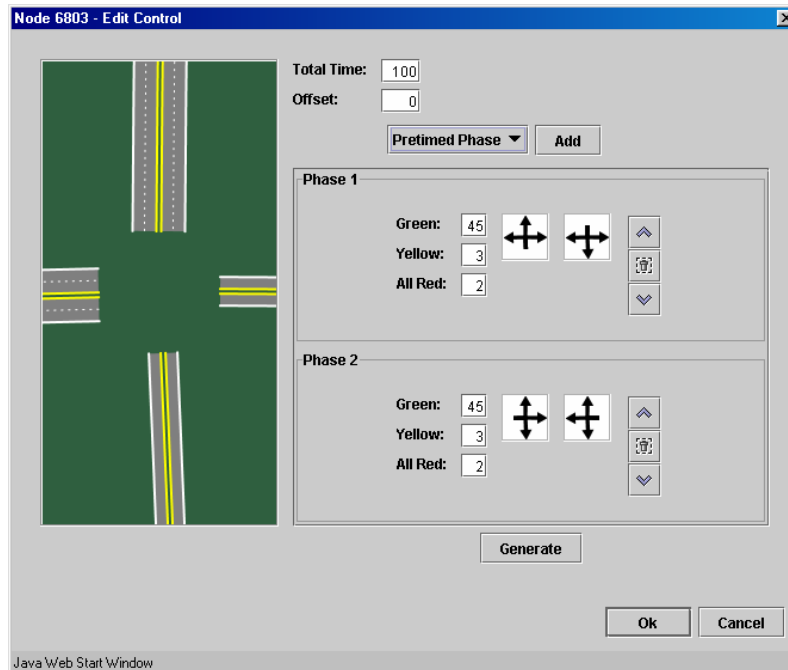 Node 6803 - Edit Control
Total Time: 100
Offset: 0
Pretimed Phase Add
Phase 1
Green: 45
Yellow: 3
All Red: 2
Phase 2
Green: 45
Yellow: 3
All Red: 2
Generate
Ok Cancel
Java Web Start Window